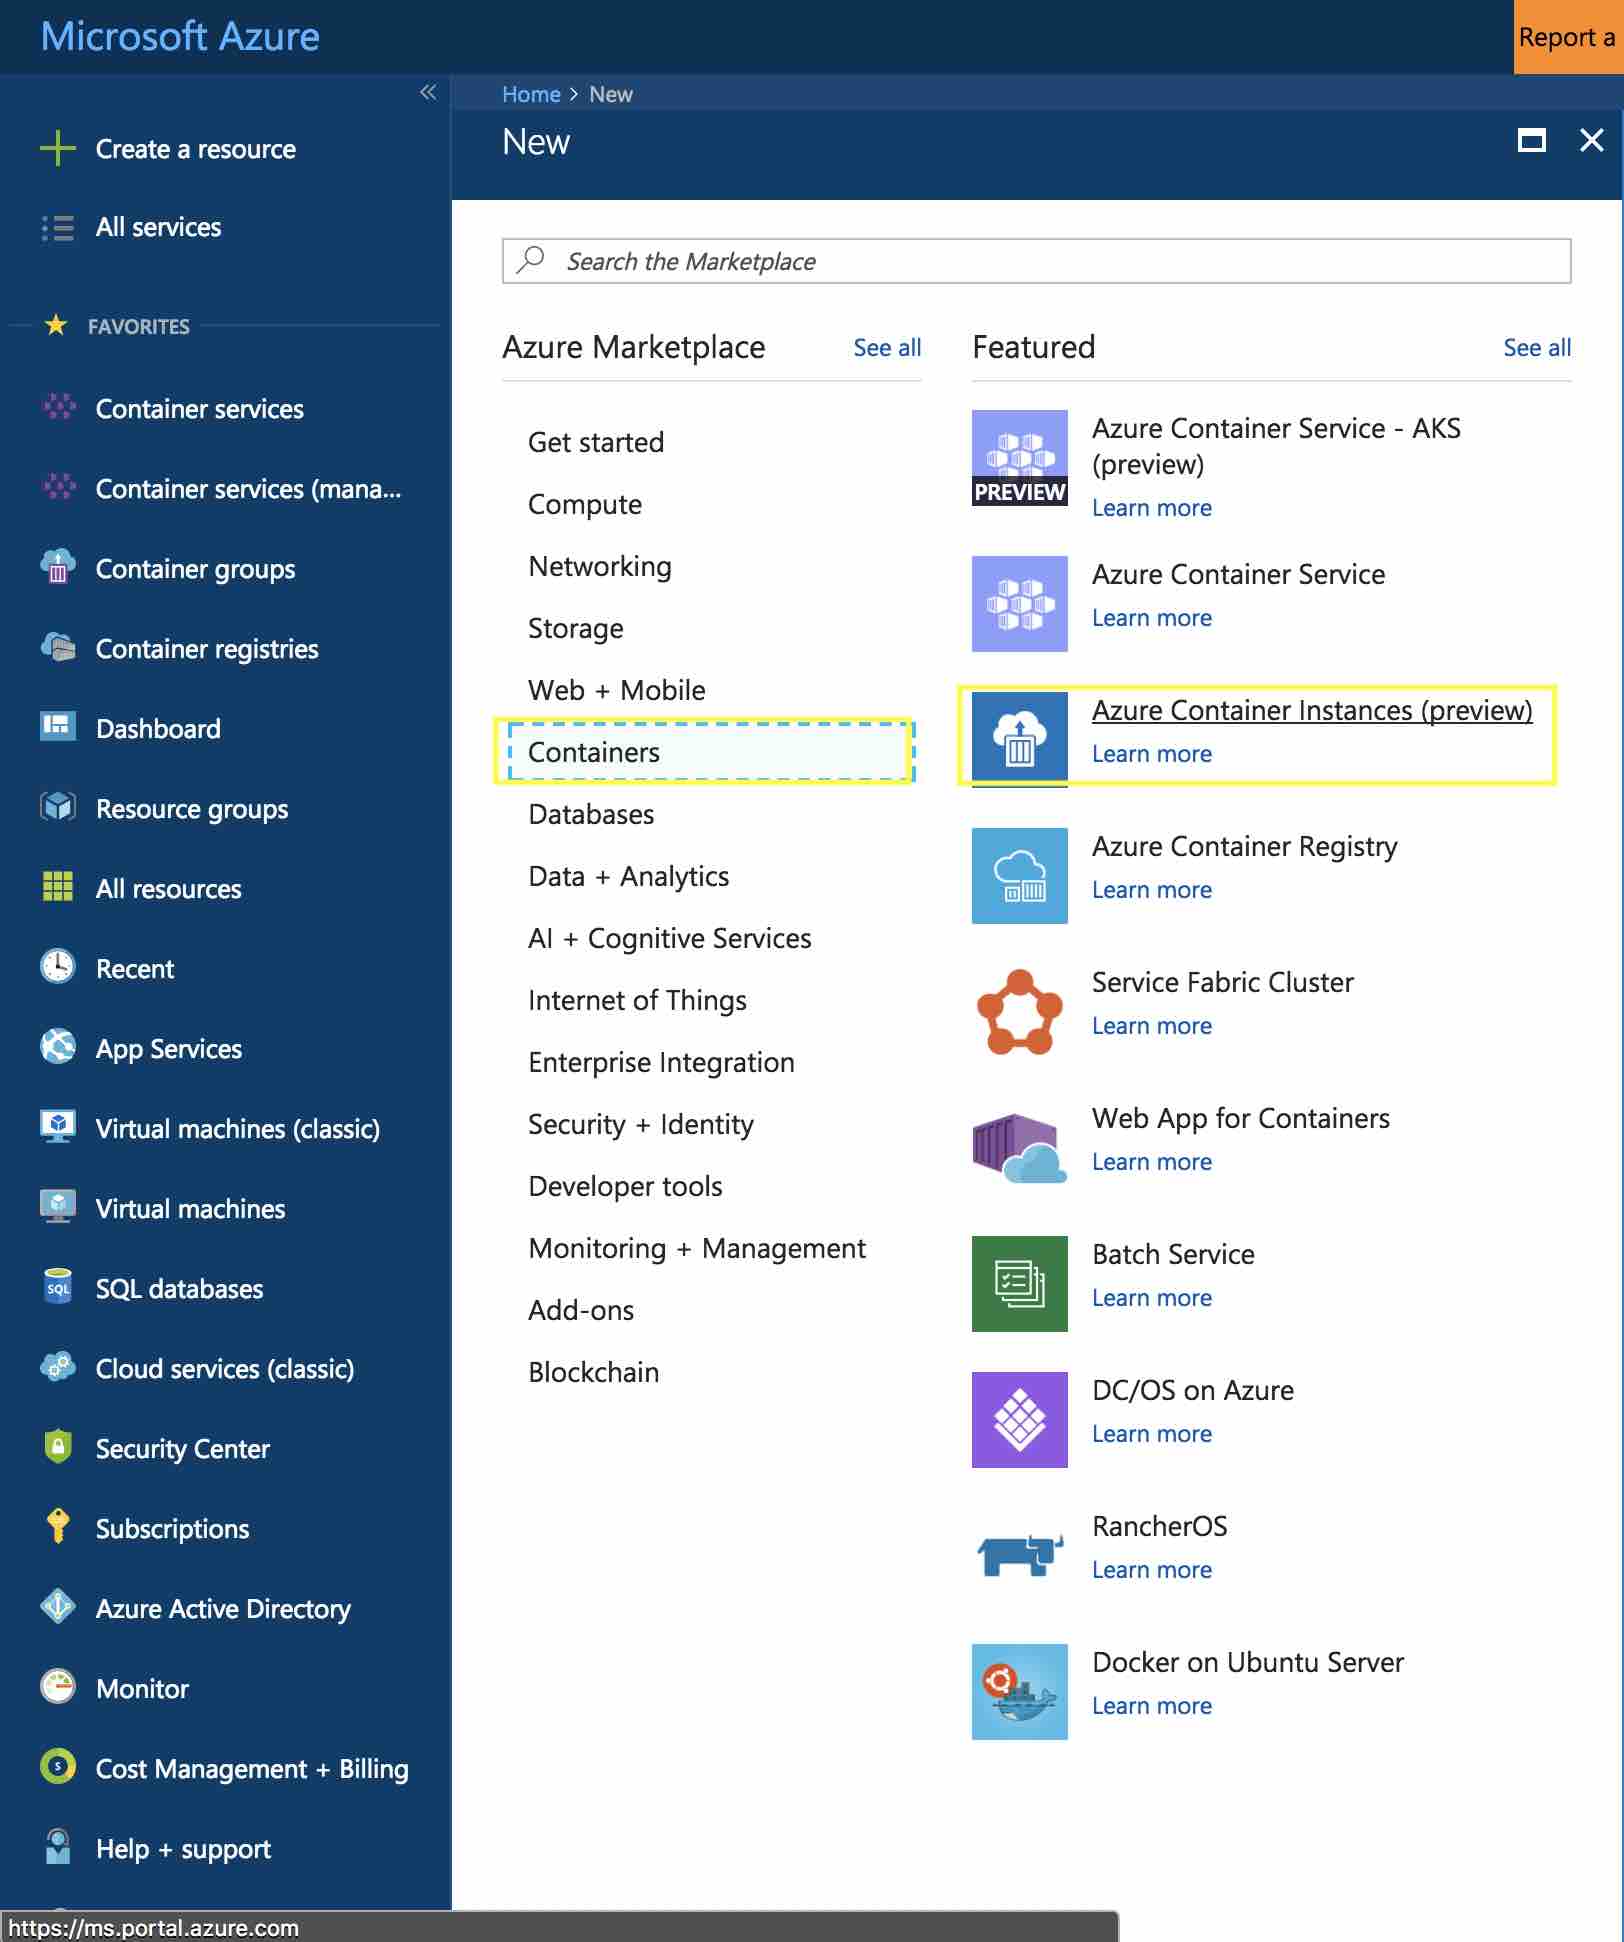 Microsoft Azure
Report a
Home > New
New
Create a resource
All services
FAVORITES
Container services
Container services (mana...
Container groups
Container registries
Dashboard
Resource groups
All resources
Recent
App Services
Virtual machines (classic)
Virtual machines
SQL
SQL databases
Cloud services (classic)
Security Center
Subscriptions
Azure Active Directory
Monitor
$
Cost Management + Billing
Help + support
https://ms.portal.azure.com
Search the Marketplace
Azure Marketplace
See all
Get started
Compute
Networking
Storage
Web + Mobile
Containers
Databases
Data + Analytics
AI + Cognitive Services
Internet of Things
Enterprise Integration
Security + Identity
Developer tools
Monitoring + Management
Add-ons
Blockchain
Featured
See all
PREVIEW
Azure Container Service - AKS
(preview)
Learn more
Azure Container Service
Learn more
Azure Container Instances (preview)
Learn more
Azure Container Registry
Learn more
Service Fabric Cluster
Learn more
Web App for Containers
Learn more
Batch Service
Learn more
DC/OS on Azure
Learn more
RancherOS
Learn more
Docker on Ubuntu Server
Learn more